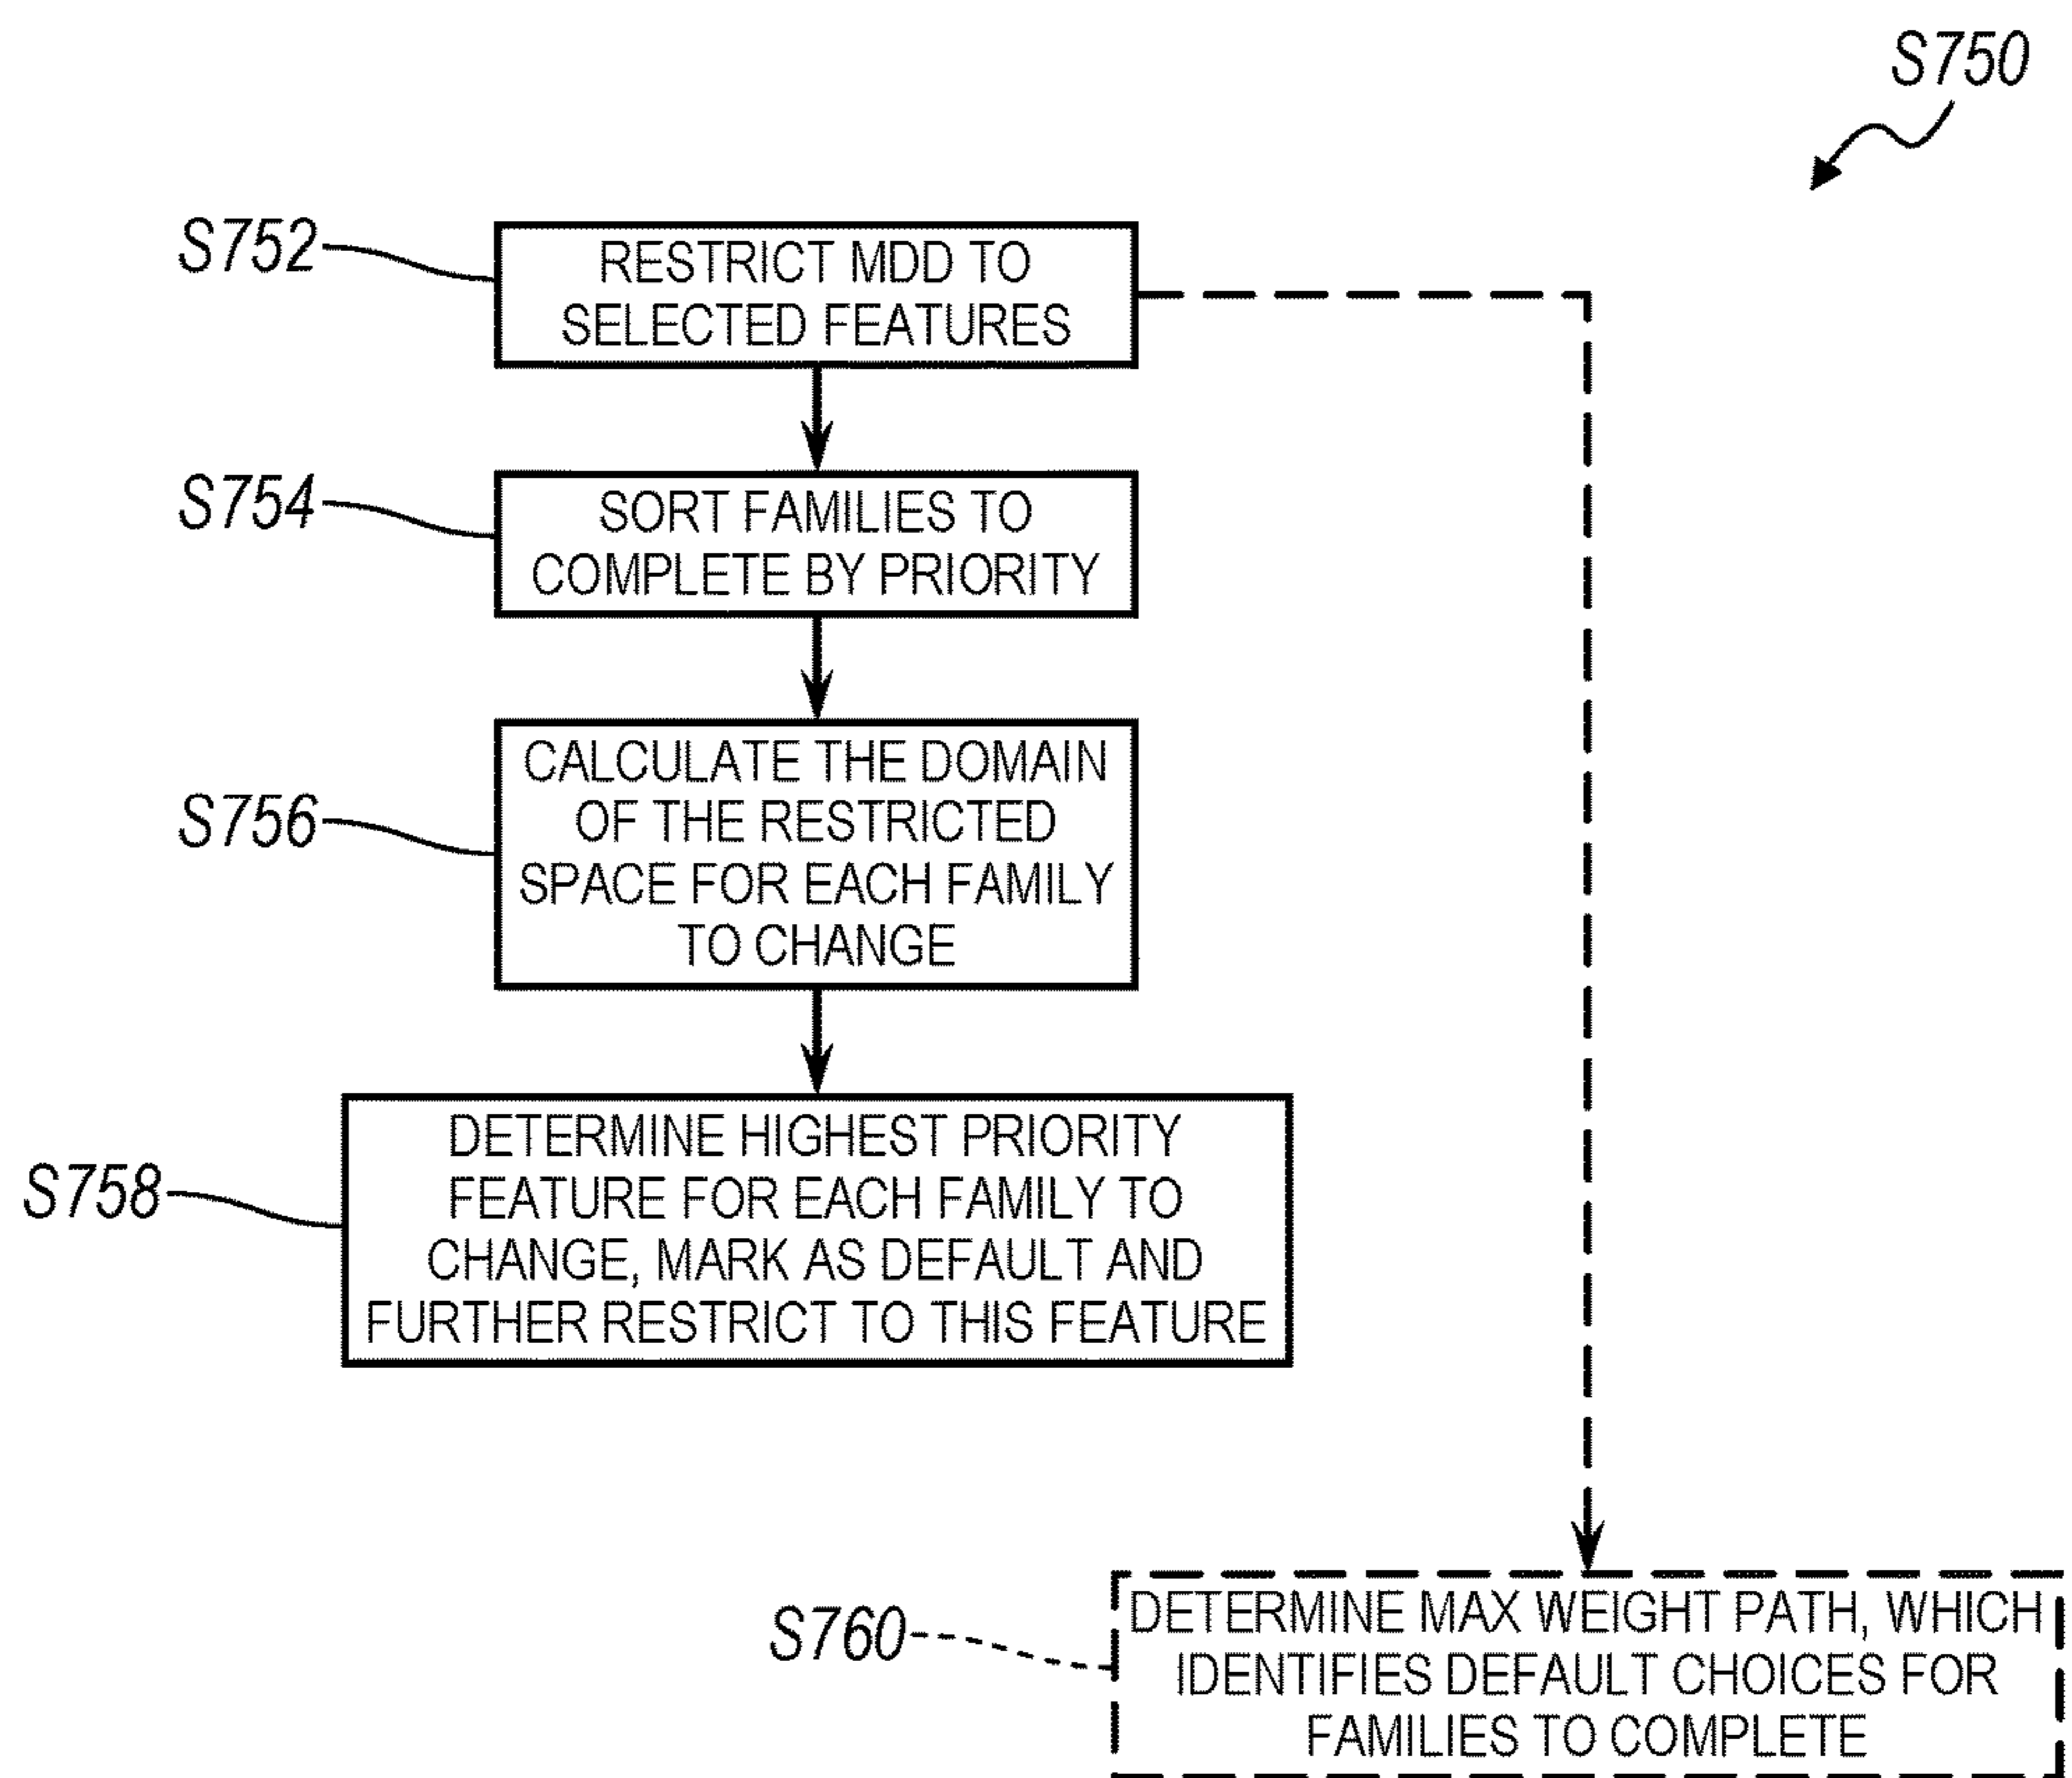 S750
S752
RESTRICT MDD TO
SELECTED FEATURES
S754
SORT FAMILIES TO
COMPLETE BY PRIORITY
S756
CALCULATE THE DOMAIN
OF THE RESTRICTED
SPACE FOR EACH FAMILY
TO CHANGE
S758
DETERMINE HIGHEST PRIORITY
FEATURE FOR EACH FAMILY TO
CHANGE, MARK AS DEFAULT AND
FURTHER RESTRICT TO THIS FEATURE
S760
DETERMINE MAX WEIGHT PATH, WHICH
IDENTIFIES DEFAULT CHOICES FOR
FAMILIES TO COMPLETE